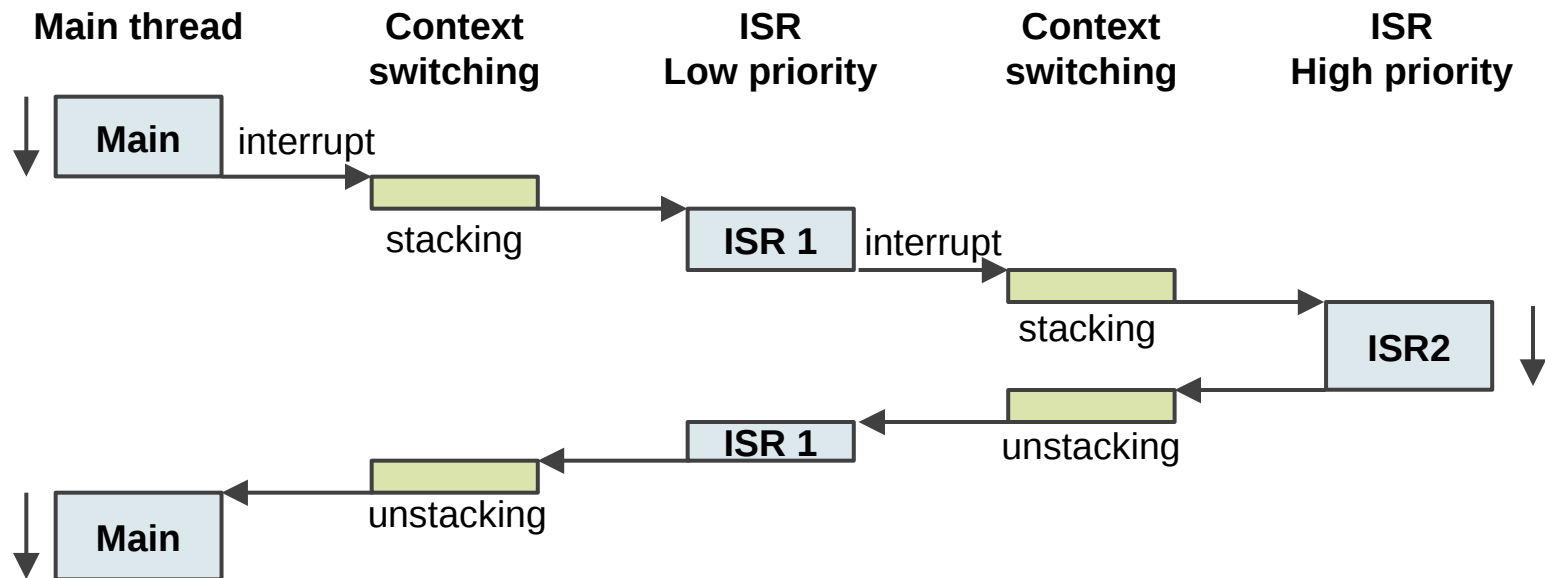 Main thread
Context
switching
ISR
Low priority
Context
switching
ISR
High priority
Main
interrupt
stacking
ISR 1
interrupt
stacking
ISR2
ISR 1
unstacking
unstacking
Main